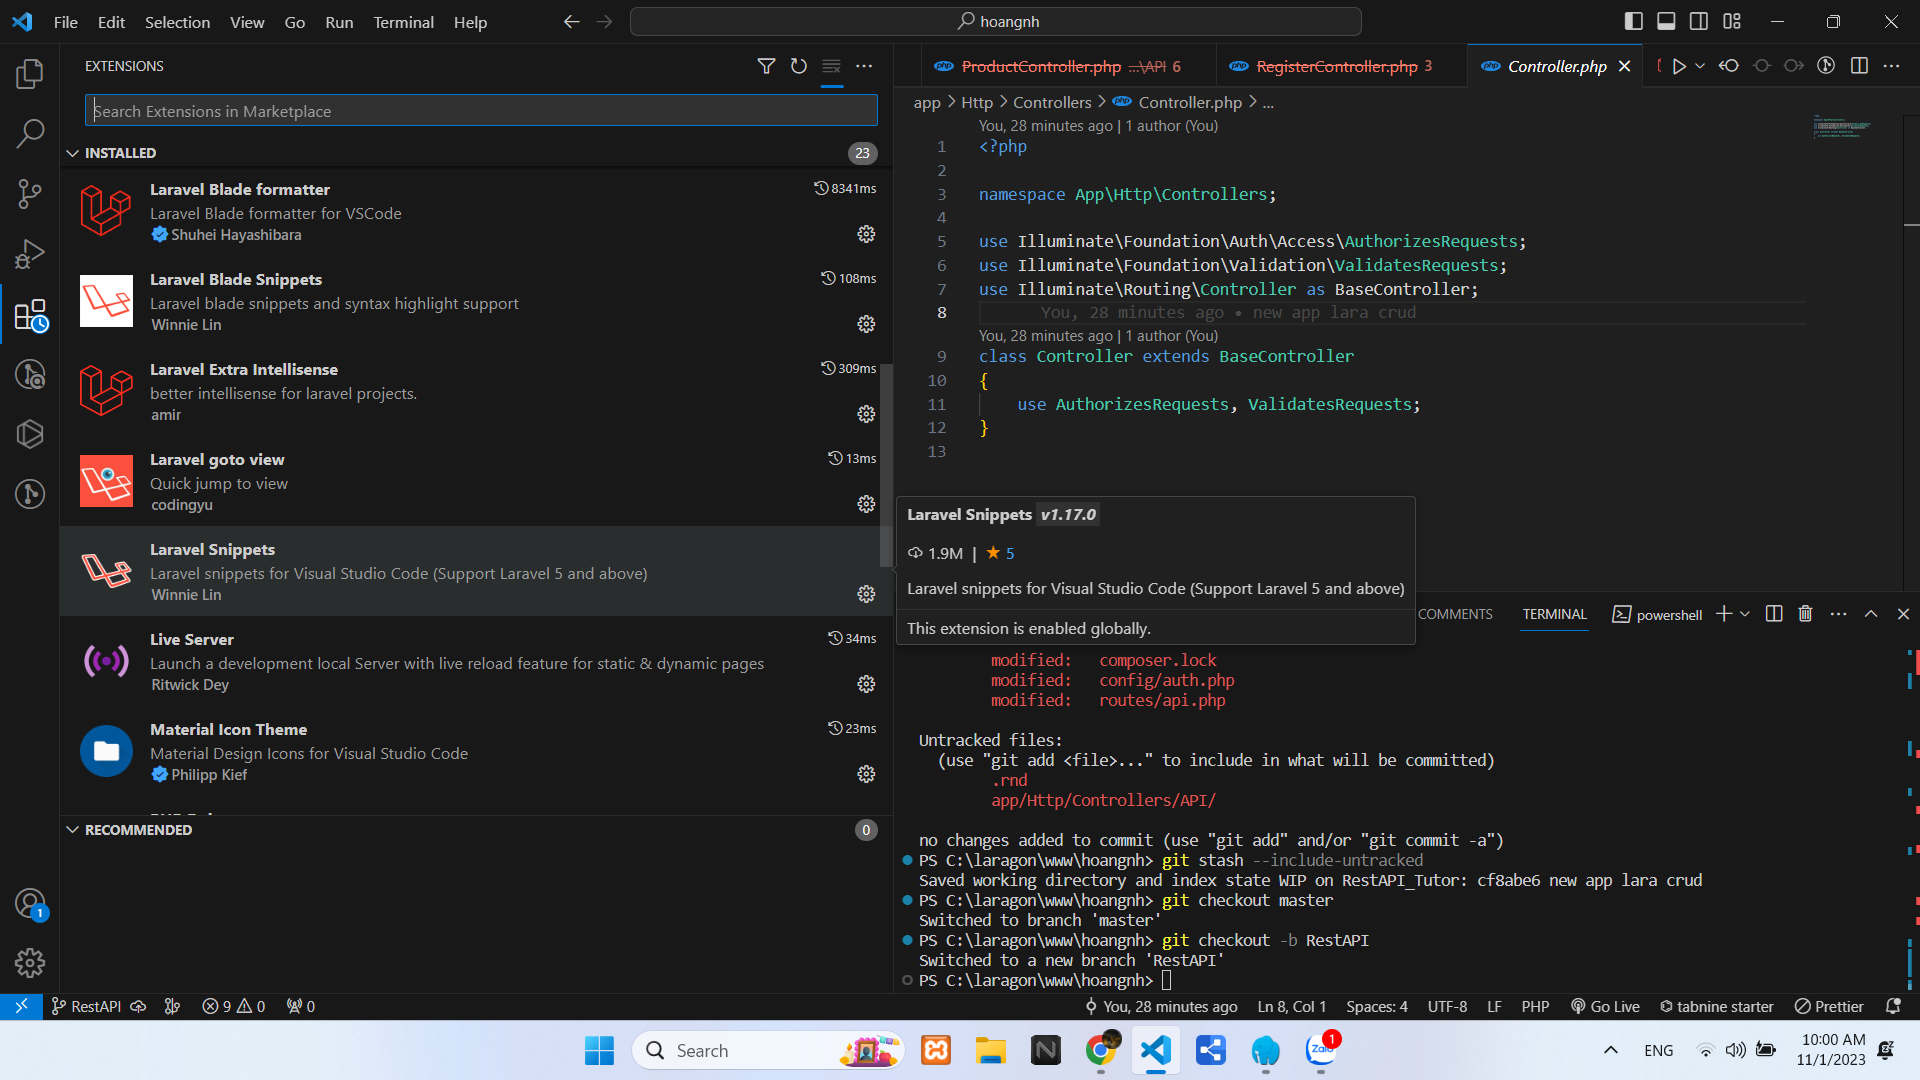 File Edit Selection View Go Run Terminal Help
hoangnh
EXTENSIONS
Search Extensions in Marketplace
INSTALLED
23
Laravel Blade formatter
8341ms
Laravel Blade formatter for VSCode
Shuhei Hayashibara
Laravel Blade Snippets
108ms
Laravel blade snippets and syntax highlight support
Winnie Lin
Laravel Extra Intellisense
309ms
better intellisense for laravel projects.
amir
Laravel goto view
13ms
Quick jump to view
codingyu
Laravel Snippets
Laravel snippets for Visual Studio Code (Support Laravel 5 and above)
Winnie Lin
Live Server
34ms
Launch a development local Server with live reload feature for static & dynamic pages
Ritwick Dey
Material Icon Theme
23ms
Material Design Icons for Visual Studio Code
Philipp Kief
RECOMMENDED
0
1
php ProductController.php ...\API 6
php RegisterController.php 3
php Controller.php
app > Http > Controllers > php Controller.php > ...
You, 28 minutes ago | 1 author (You)
1 <?php
2
3 namespace App\Http\Controllers;
4
5 use Illuminate\Foundation\Auth\Access\AuthorizesRequests;
6 use Illuminate\Foundation\Validation\ValidatesRequests;
7 use Illuminate\Routing\Controller as BaseController;
8 You, 28 minutes ago • new app lara crud
You, 28 minutes ago | 1 author (You)
9 class Controller extends BaseController
10 {
11 use AuthorizesRequests, ValidatesRequests;
12 }
13
Laravel Snippets v1.17.0
1.9M | ★ 5
Laravel snippets for Visual Studio Code (Support Laravel 5 and above)
This extension is enabled globally.
COMMENTS TERMINAL powershell
modified: composer.lock
modified: config/auth.php
modified: routes/api.php
Untracked files:
(use "git add <file>..." to include in what will be committed)
.rnd
app/Http/Controllers/API/
no changes added to commit (use "git add" and/or "git commit -a")
PS C:\laragon\www\hoangnh> git stash --include-untracked
Saved working directory and index state WIP on RestAPI_Tutor: cf8abe6 new app lara crud
PS C:\laragon\www\hoangnh> git checkout master
Switched to branch 'master'
PS C:\laragon\www\hoangnh> git checkout -b RestAPI
Switched to a new branch 'RestAPI'
PS C:\laragon\www\hoangnh>
RestAPI 9 0 0
You, 28 minutes ago Ln 8, Col 1 Spaces: 4 UTF-8 LF PHP Go Live tabnine starter Prettier
Search
Zalo
1
ENG
10:00 AM
11/1/2023